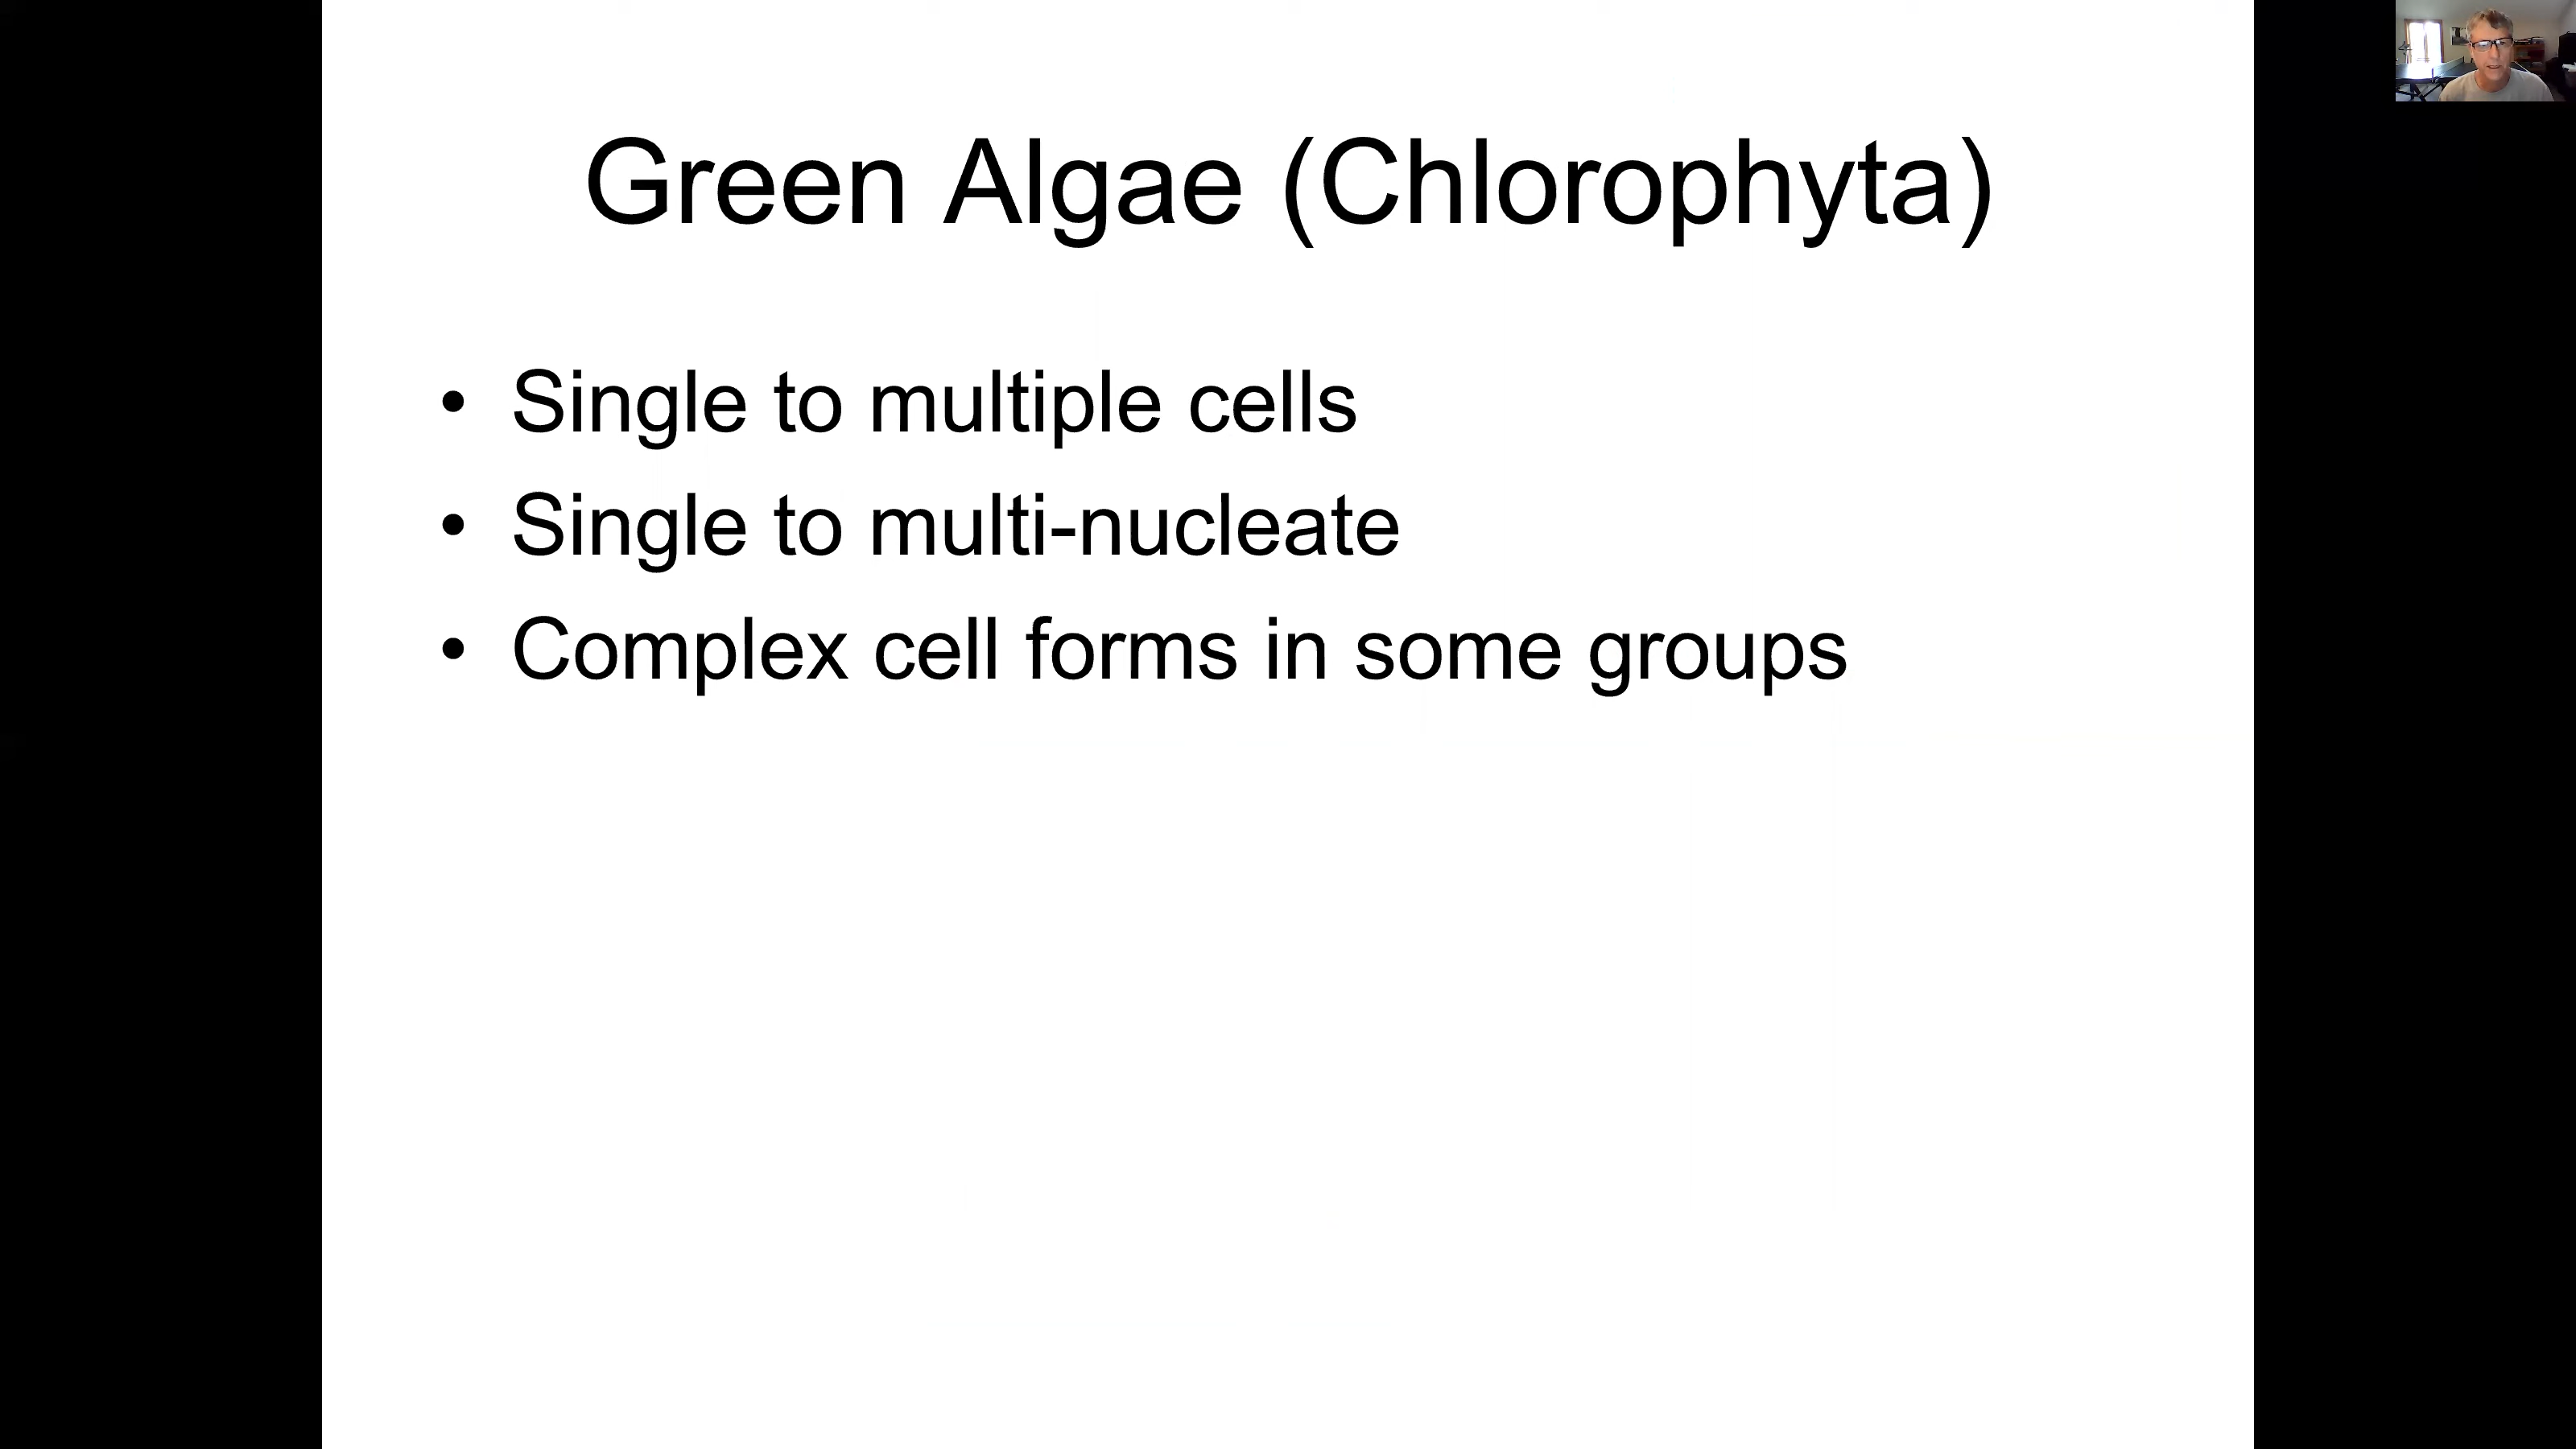 Green Algae (Chlorophyta)
• Single to multiple cells
• Single to multi-nucleate
• Complex cell forms in some groups